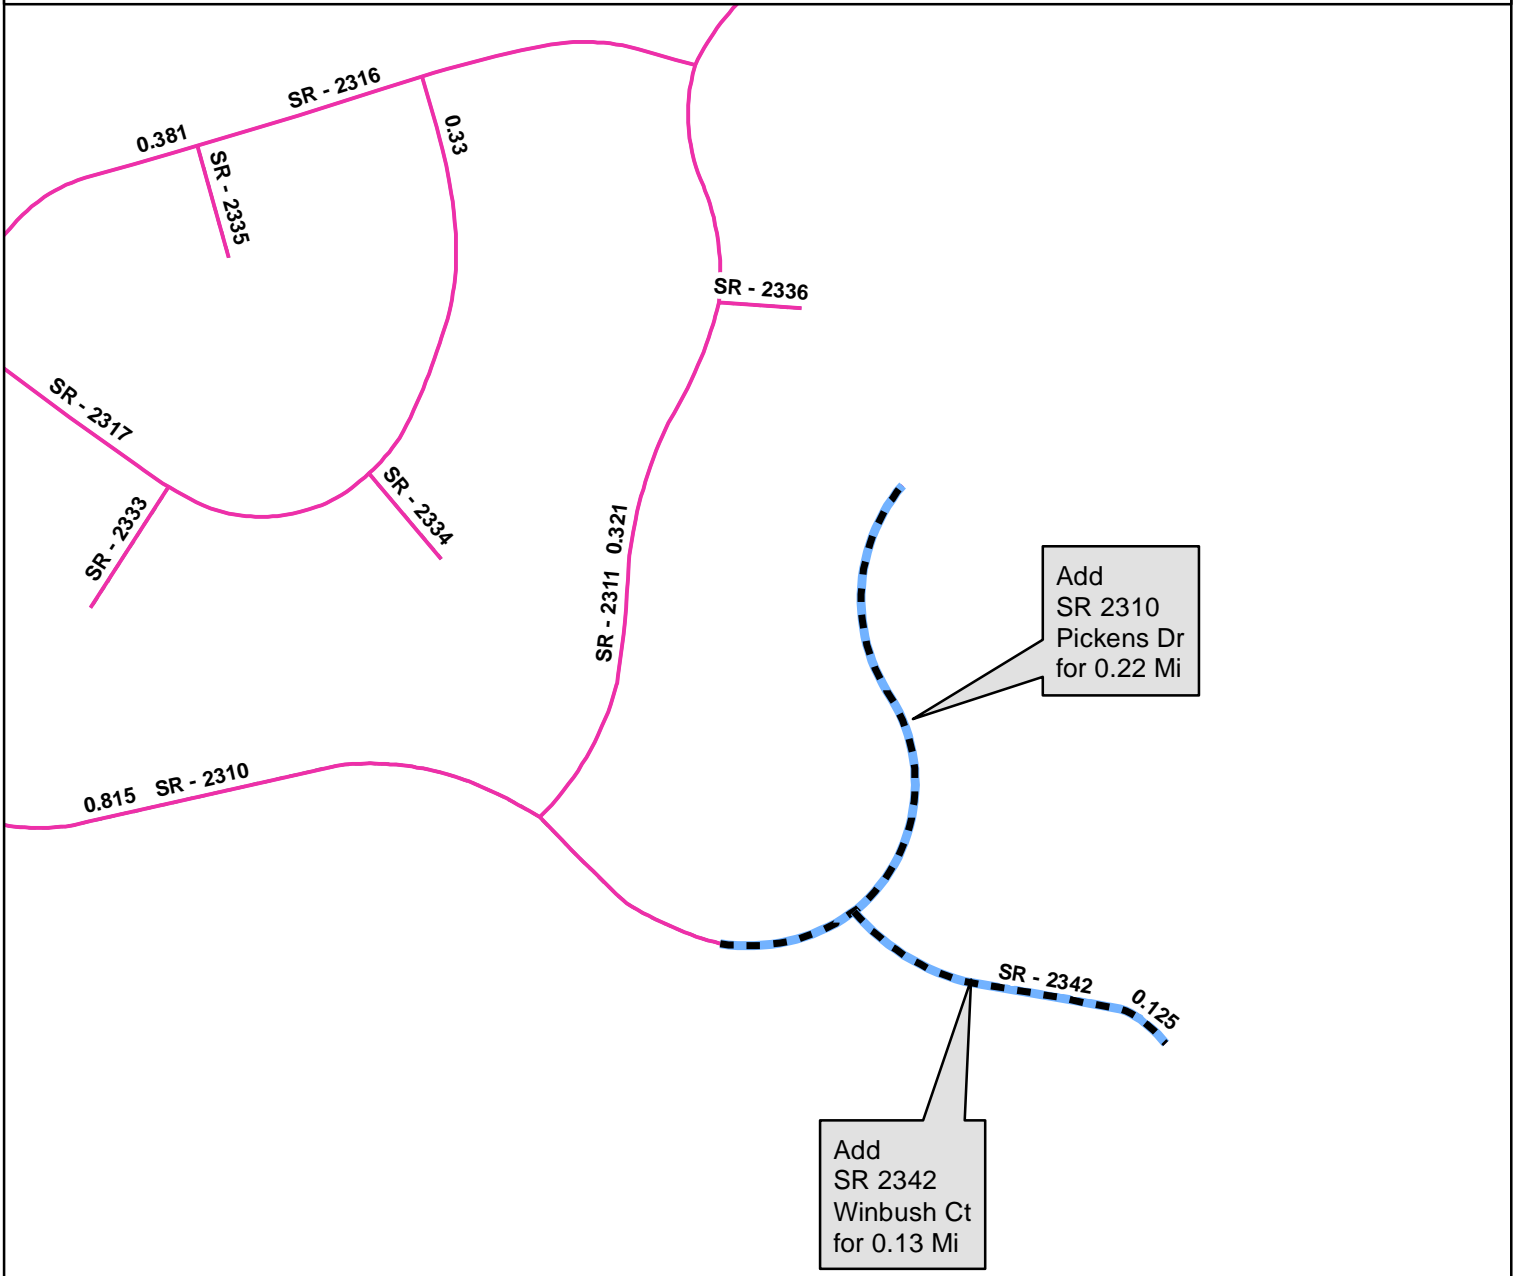 SR - 2316
0.381
0.33
SR - 2335
SR - 2336
SR - 2317
SR - 2333
SR - 2334
SR - 2311 0.321
Add
SR 2310
Pickens Dr
for 0.22 Mi
0.815 SR - 2310
SR - 2342
0.125
Add
SR 2342
Winbush Ct
for 0.13 Mi